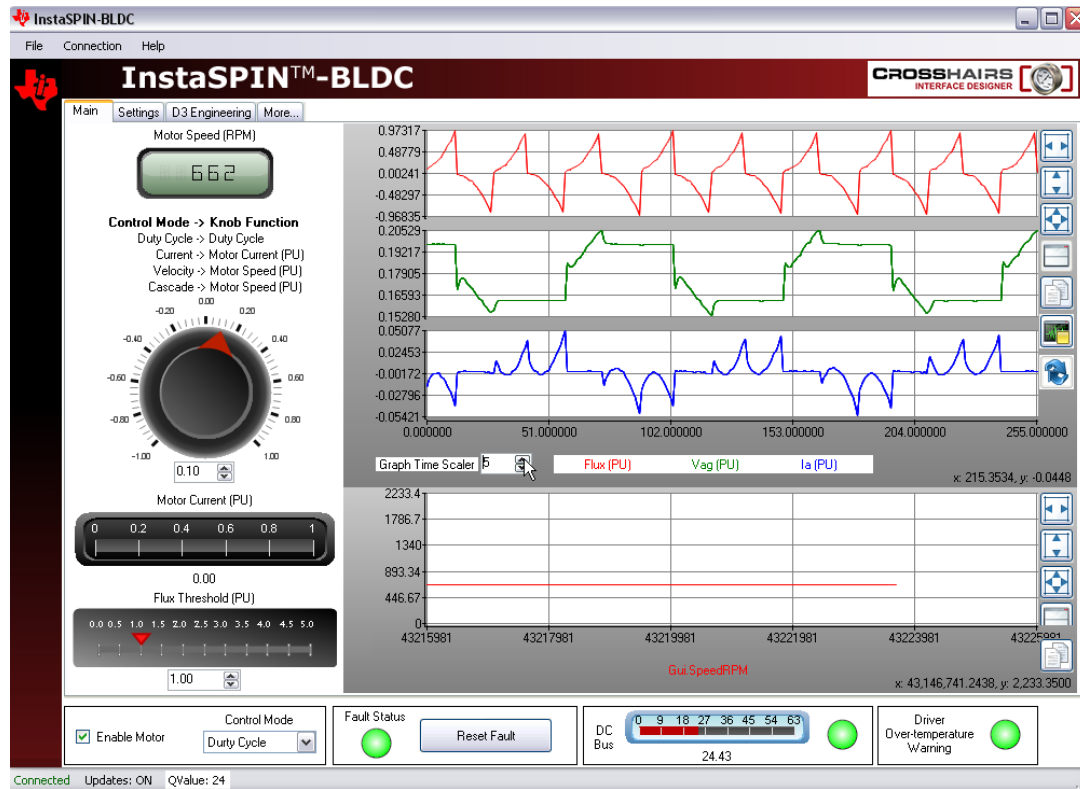 InstaSPIN-BLDC
File Connection Help
InstaSPIN™-BLDC
CROSSHAIRS
INTERFACE DESIGNER
Main Settings D3 Engineering More...
Motor Speed (RPM)
662
Control Mode -> Knob Function
Duty Cycle -> Duty Cycle
Current -> Motor Current (PU)
Velocity -> Motor Speed (PU)
Cascade -> Motor Speed (PU)
0.00
-0.20 0.20
-0.40 0.40
-0.60 0.60
-0.80 0.80
-1.00 1.00
0.10
Motor Current (PU)
0 0.2 0.4 0.6 0.8 1
0.00
Flux Threshold (PU)
0.0 0.5 1.0 1.5 2.0 2.5 3.0 3.5 4.0 4.5 5.0
1.00
0.97317
0.48779
0.00241
-0.48297
-0.96835
0.20529
0.19217
0.17905
0.16593
0.15280
0.05077
0.02453
-0.00172
-0.02796
-0.05421
0.000000 51.000000 102.000000 153.000000 204.000000 255.000000
Graph Time Scaler 5 Flux (PU) Vag (PU) Ia (PU)
x: 215.3534, y: -0.0448
2233.4
1786.7
1340
893.34
446.67
0
43215981 43217981 43219981 43221981 43223981 43225981
Gui.SpeedRPM
x: 43,146,741.2438, y: 2,233.3500
Enable Motor
Control Mode
Durty Cycle
Fault Status
Reset Fault
DC
Bus
0 9 18 27 36 45 54 63
24.43
Driver
Over-temperature
Warning
Connected Updates: ON QValue: 24